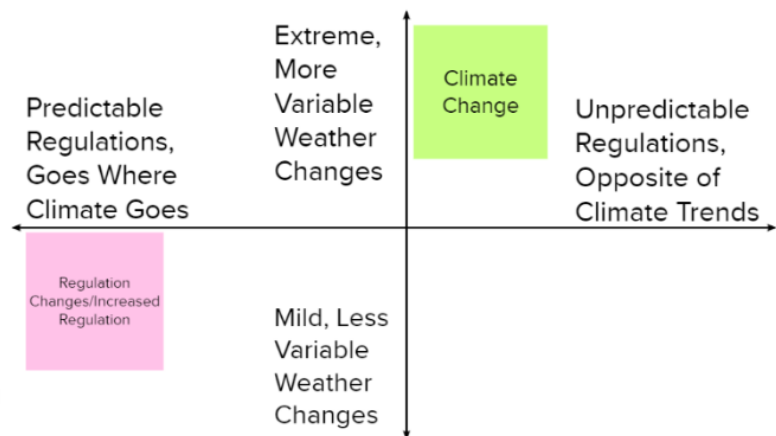 Extreme,
More
Variable
Weather
Changes
Climate
Change
Predictable
Regulations,
Goes Where
Climate Goes
Unpredictable
Regulations,
Opposite of
Climate Trends
Regulation
Changes/Increased
Regulation
Mild, Less
Variable
Weather
Changes